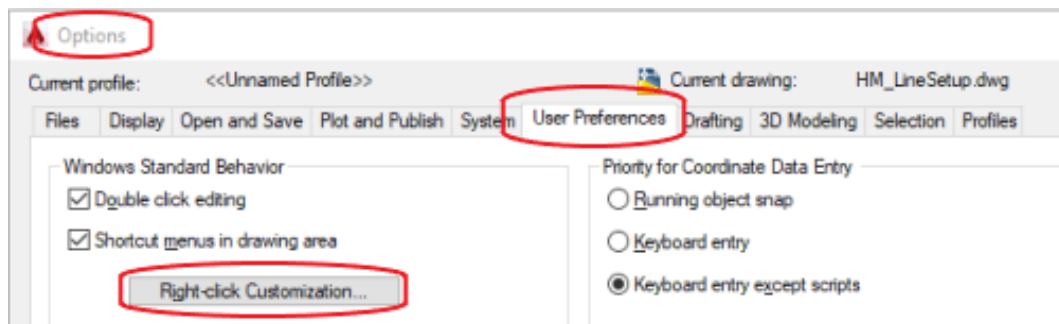 Options
Current profile: <<Unnamed Profile>> Current drawing: HM_LineSetup.dwg
Files Display Open and Save Plot and Publish System User Preferences Drafting 3D Modeling Selection Profiles
Windows Standard Behavior Priority for Coordinate Data Entry
Double click editing Running object snap
Shortcut menus in drawing area Keyboard entry
Right-click Customization... Keyboard entry except scripts